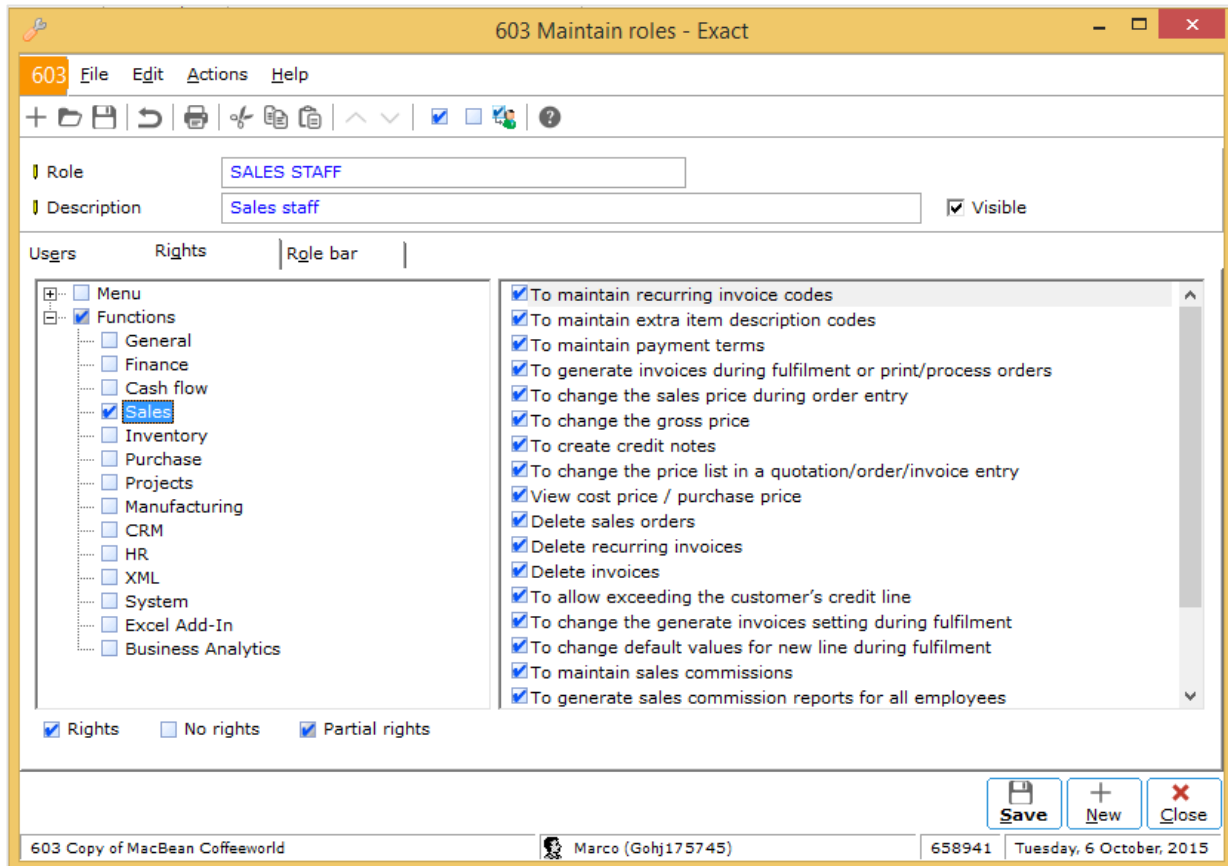 603 Maintain roles - Exact
603 File Edit Actions Help
Role SALES STAFF
Description Sales staff Visible
Users Rights Role bar
Menu
Functions
General
Finance
Cash flow
Sales
Inventory
Purchase
Projects
Manufacturing
CRM
HR
XML
System
Excel Add-In
Business Analytics
To maintain recurring invoice codes
To maintain extra item description codes
To maintain payment terms
To generate invoices during fulfilment or print/process orders
To change the sales price during order entry
To change the gross price
To create credit notes
To change the price list in a quotation/order/invoice entry
View cost price / purchase price
Delete sales orders
Delete recurring invoices
Delete invoices
To allow exceeding the customer’s credit line
To change the generate invoices setting during fulfilment
To change default values for new line during fulfilment
To maintain sales commissions
To generate sales commission reports for all employees
Rights No rights Partial rights
Save New Close
603 Copy of MacBean Coffeeworld Marco (Gohj175745) 658941 Tuesday, 6 October, 2015